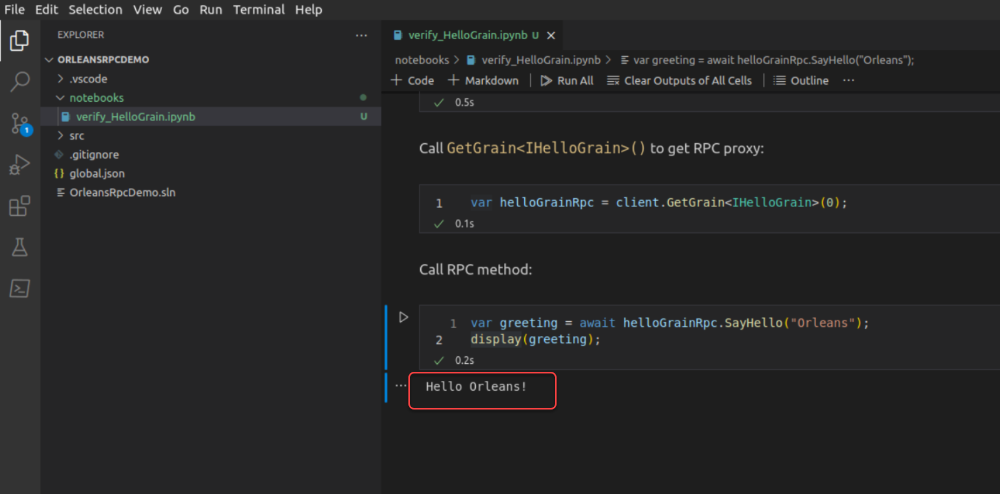 File Edit Selection View Go Run Terminal Help
EXPLORER
ORLEANSRPCDEMO
.vscode
notebooks
verify_HelloGrain.ipynb U
src
.gitignore
{} global.json
OrleansRpcDemo.sln
1
verify_HelloGrain.ipynb U
notebooks > verify_HelloGrain.ipynb > var greeting = await helloGrainRpc.SayHello("Orleans");
+ Code + Markdown | Run All Clear Outputs of All Cells | Outline ...
0.5s
Call GetGrain<IHelloGrain>() to get RPC proxy:
1 var helloGrainRpc = client.GetGrain<IHelloGrain>(0);
0.1s
Call RPC method:
1 var greeting = await helloGrainRpc.SayHello("Orleans");
2 display(greeting);
0.2s
Hello Orleans!